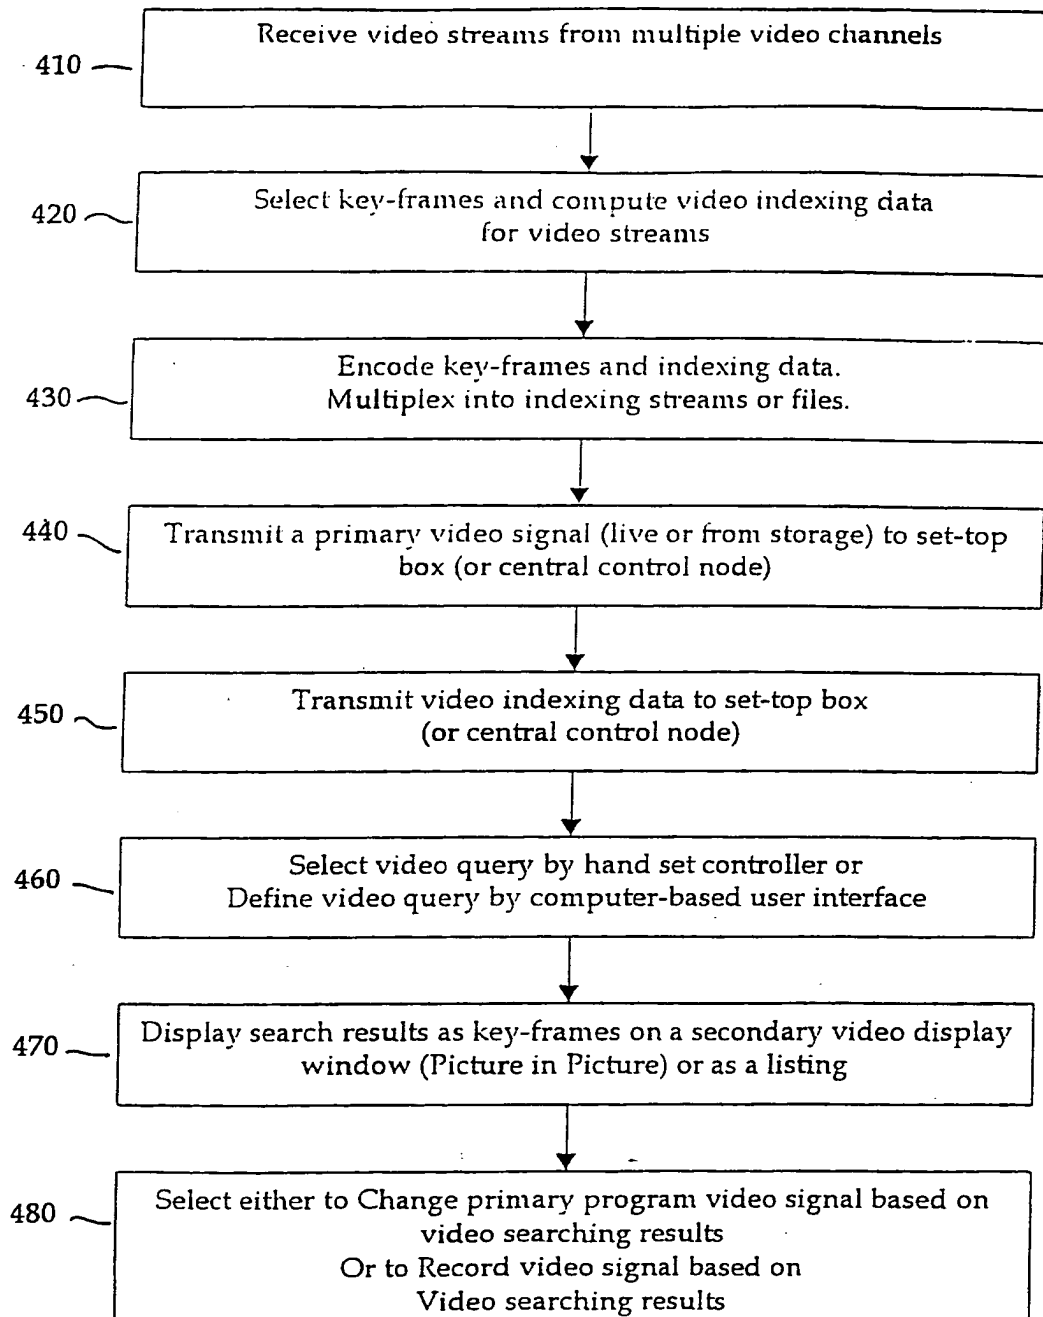 Receive video streams from multiple video channels
410
Select key-frames and compute video indexing data
420
for video streams
Encode key-frames and indexing data.
430
Multiplex into indexing streams or files.
440
Transmit a primary video signal (live or from storage) to set-top
box (or central control node)
450
Transmit video indexing data to set-top box
(or central control node)
460
Select video query by hand set controller or
Define video query by computer-based user interface
470
Display search results as key-frames on a secondary video display
window (Picture in Picture) or as a listing
480
Select either to Change primary program video signal based on
video searching results
Or to Record video signal based on
Video searching results